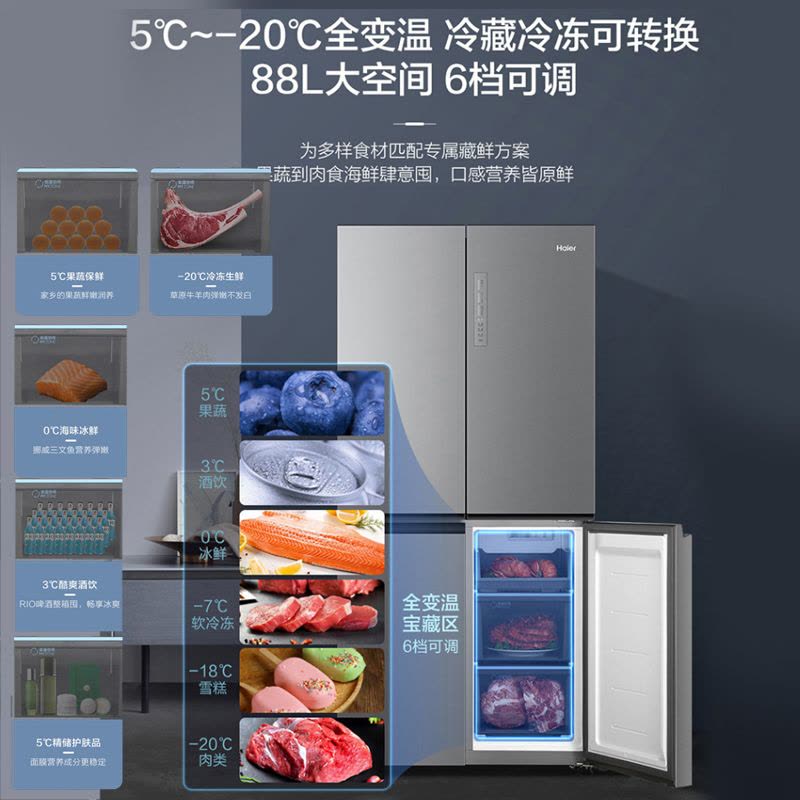 5℃~-20℃全变温 冷藏冷冻可转换
88L大空间 6档可调
为多样食材匹配专属藏鲜方案
果蔬到肉食海鲜肆意囤，口感营养皆原鲜
5℃果蔬保鲜
家乡的果蔬鲜嫩润养
-20℃冷冻生鲜
草原牛羊肉弹嫩不发白
0℃海味冰鲜
挪威三文鱼营养弹嫩
3℃酷爽酒饮
RIO啤酒整箱囤，畅享冰爽
5℃精储护肤品
面膜营养成分更稳定
5℃
果蔬
3℃
酒饮
0℃
冰鲜
-7℃
软冷冻
-18℃
雪糕
-20℃
肉类
全变温
宝藏区
6档可调
Haier